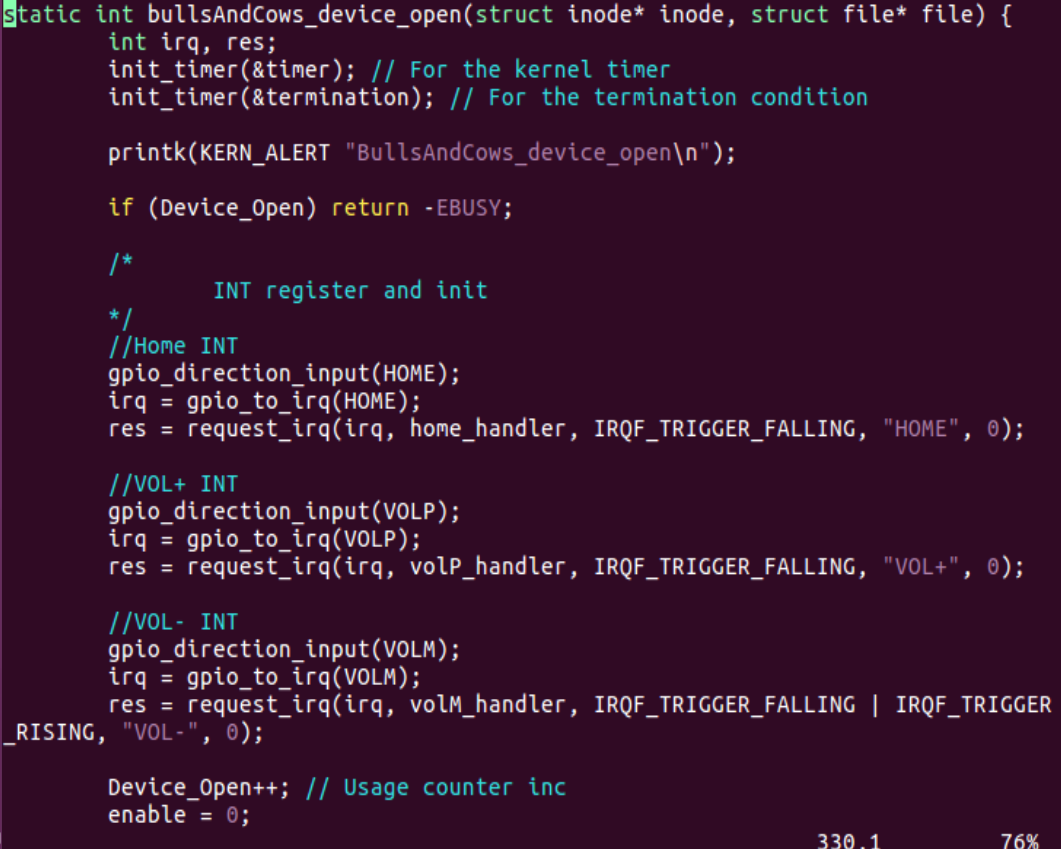 static int bullsAndCows_device_open(struct inode* inode, struct file* file) {
        int irq, res;
        init_timer(&timer); // For the kernel timer
        init_timer(&termination); // For the termination condition

        printk(KERN_ALERT "BullsAndCows_device_open\n");

        if (Device_Open) return -EBUSY;

        /*
                INT register and init
        */
        //Home INT
        gpio_direction_input(HOME);
        irq = gpio_to_irq(HOME);
        res = request_irq(irq, home_handler, IRQF_TRIGGER_FALLING, "HOME", 0);

        //VOL+ INT
        gpio_direction_input(VOLP);
        irq = gpio_to_irq(VOLP);
        res = request_irq(irq, volP_handler, IRQF_TRIGGER_FALLING, "VOL+", 0);

        //VOL- INT
        gpio_direction_input(VOLM);
        irq = gpio_to_irq(VOLM);
        res = request_irq(irq, volM_handler, IRQF_TRIGGER_FALLING | IRQF_TRIGGER
_RISING, "VOL-", 0);

        Device_Open++; // Usage counter inc
        enable = 0;
330,1 76%